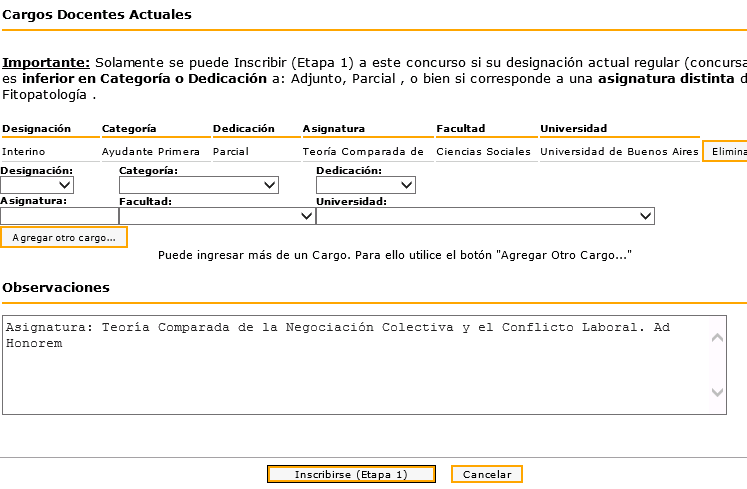 Cargos Docentes Actuales
Importante: Solamente se puede Inscribir (Etapa 1) a este concurso si su designación actual regular
es inferior en Categoría o Dedicación a: Adjunto, Parcial , o bien si corresponde a una asignatura distinta
Fitopatología .
Designación Categoría Dedicación Asignatura Facultad Universidad
Interino Ayudante Primera Parcial Teoría Comparada de Ciencias Sociales Universidad de Buenos Aires
Designación: Categoría: Dedicación:
Asignatura: Facultad: Universidad:
Agregar otro cargo...
Puede ingresar más de un Cargo. Para ello utilice el botón "Agregar Otro Cargo..."
Observaciones
Asignatura: Teoría Comparada de la Negociación Colectiva y el Conflicto Laboral. Ad
Honorem
Inscribirse (Etapa 1) Cancelar